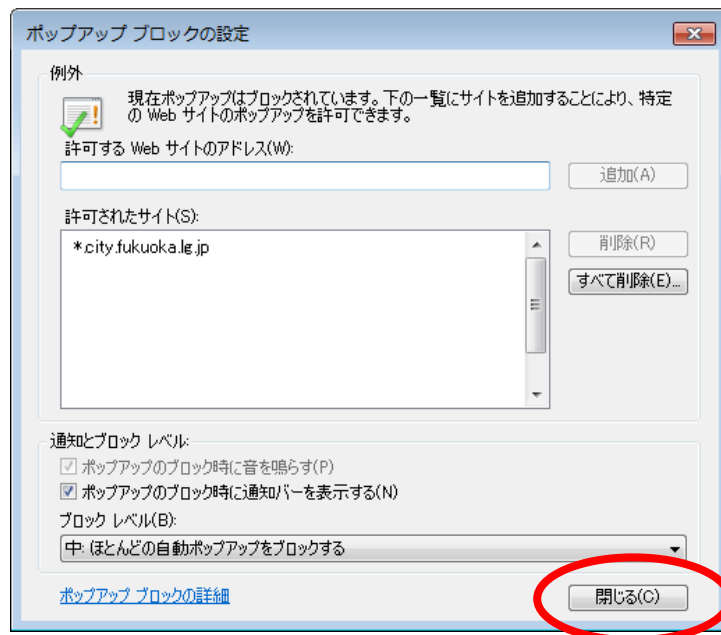 ポップアップ ブロックの設定
例外
現在ポップアップはブロックされています。下の一覧にサイトを追加することにより、特定
の Web サイトのポップアップを許可できます。
許可する Web サイトのアドレス(W):
追加(A)
許可されたサイト(S):
*.city.fukuoka.lg.jp
削除(R)
すべて削除(E)...
通知とブロック レベル:
ポップアップのブロック時に音を鳴らす(P)
ポップアップのブロック時に通知バーを表示する(N)
ブロック レベル(B):
中: ほとんどの自動ポップアップをブロックする
ポップアップ ブロックの詳細
閉じる(C)